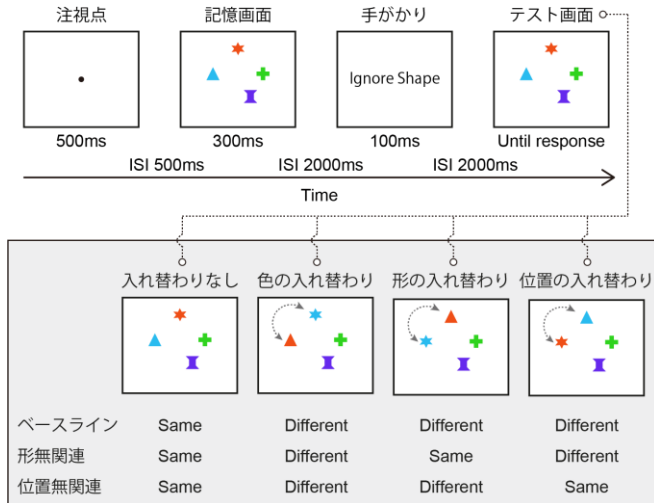 注視点 記憶画面 手がかり テスト画面
Ignore Shape
500ms 300ms 100ms Until response
ISI 500ms ISI 2000ms ISI 2000ms
Time
入れ替わりなし 色の入れ替わり 形の入れ替わり 位置の入れ替わり
ベースライン Same Different Different Different
形無関連 Same Different Same Different
位置無関連 Same Different Different Same